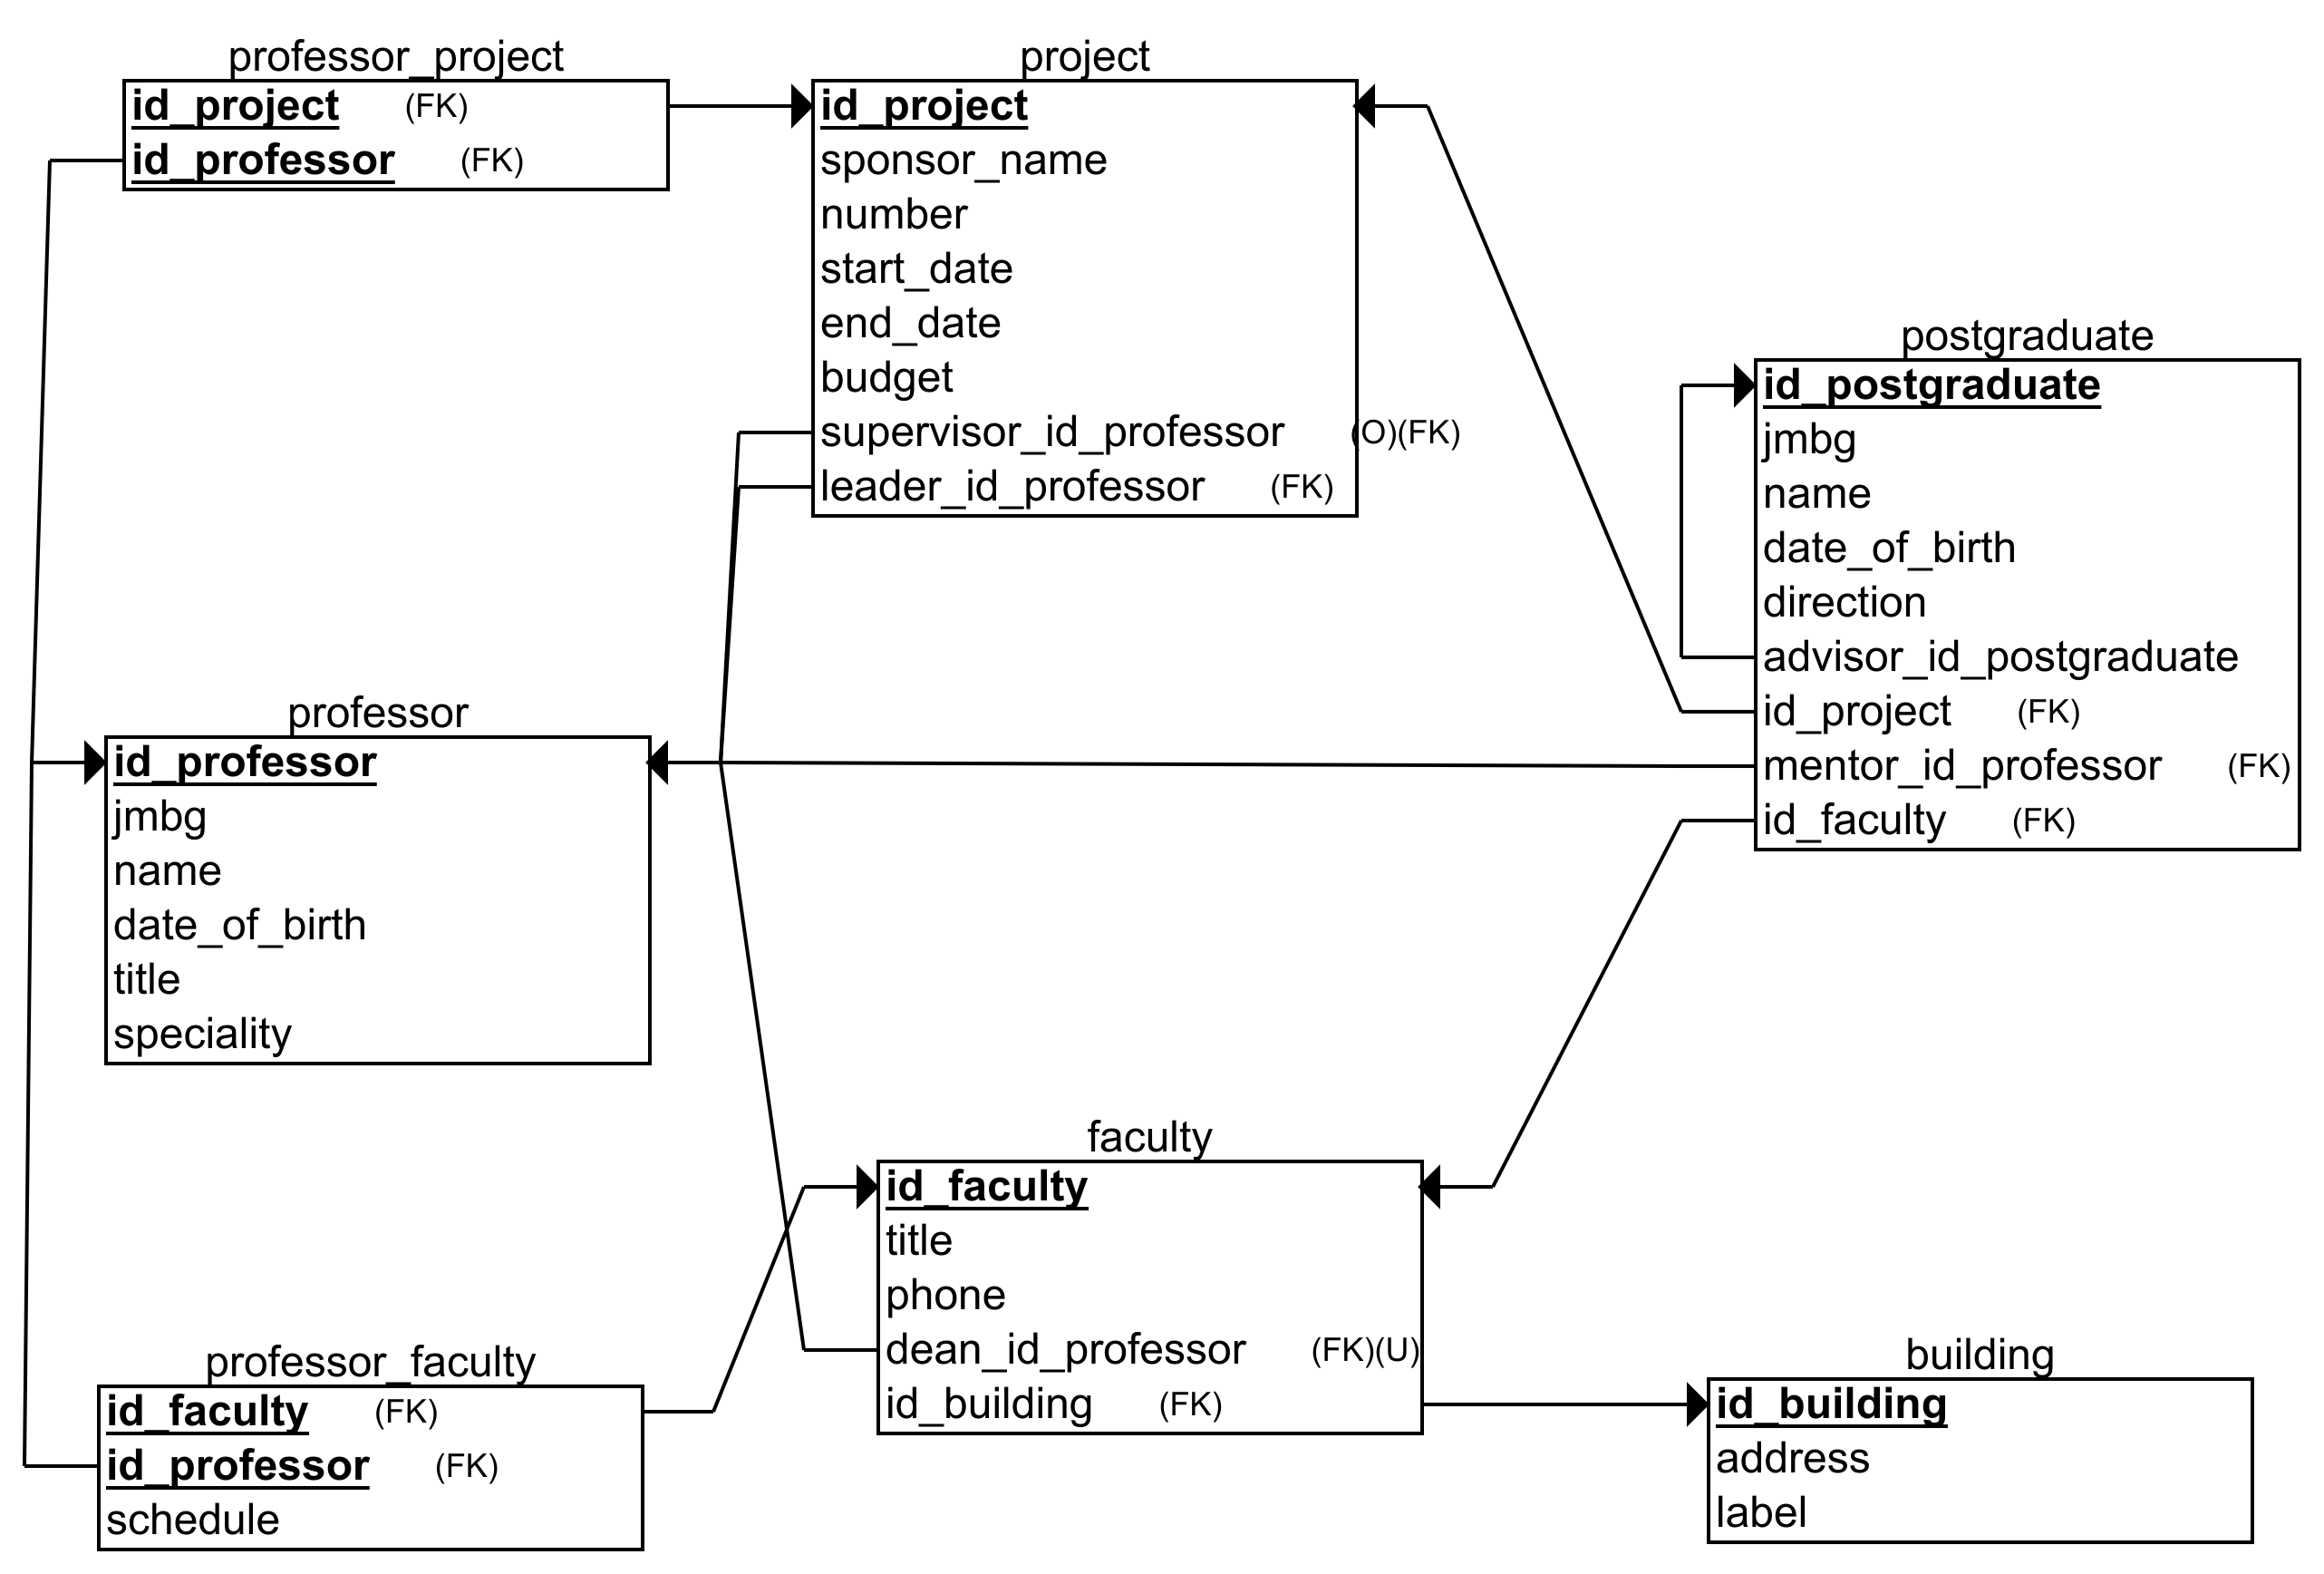 professor_project
id_project (FK)
id_professor (FK)
project
id_project
sponsor_name
number
start_date
end_date
budget
supervisor_id_professor (O)(FK)
leader_id_professor (FK)
postgraduate
id_postgraduate
jmbg
name
date_of_birth
direction
advisor_id_postgraduate
id_project (FK)
mentor_id_professor (FK)
id_faculty (FK)
professor
id_professor
jmbg
name
date_of_birth
title
speciality
faculty
id_faculty
title
phone
dean_id_professor (FK)(U)
id_building (FK)
professor_faculty
id_faculty (FK)
id_professor (FK)
schedule
building
id_building
address
label